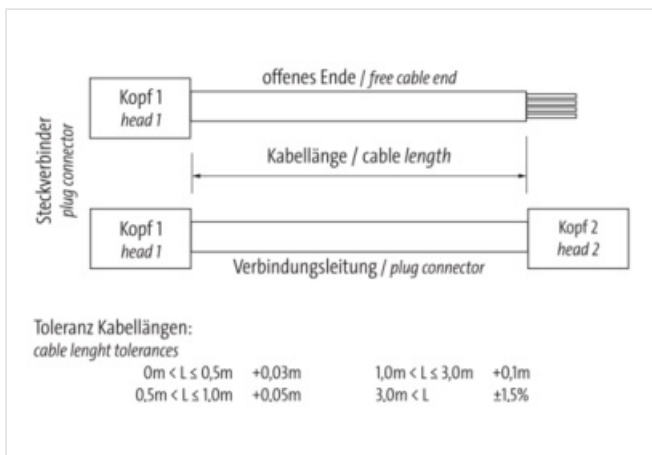 offenes Ende / free cable end
Kopf 1
head 1
Steckverbinder
plug connector
Kabellänge / cable length
Kopf 1
head 1
Kopf 2
head 2
Verbindungsleitung / plug connector
Toleranz Kabellängen:
cable lenght tolerances
0m < L ≤ 0,5m +0,03m 1,0m < L ≤ 3,0m +0,1m
0,5m < L ≤ 1,0m +0,05m 3,0m < L ±1,5%